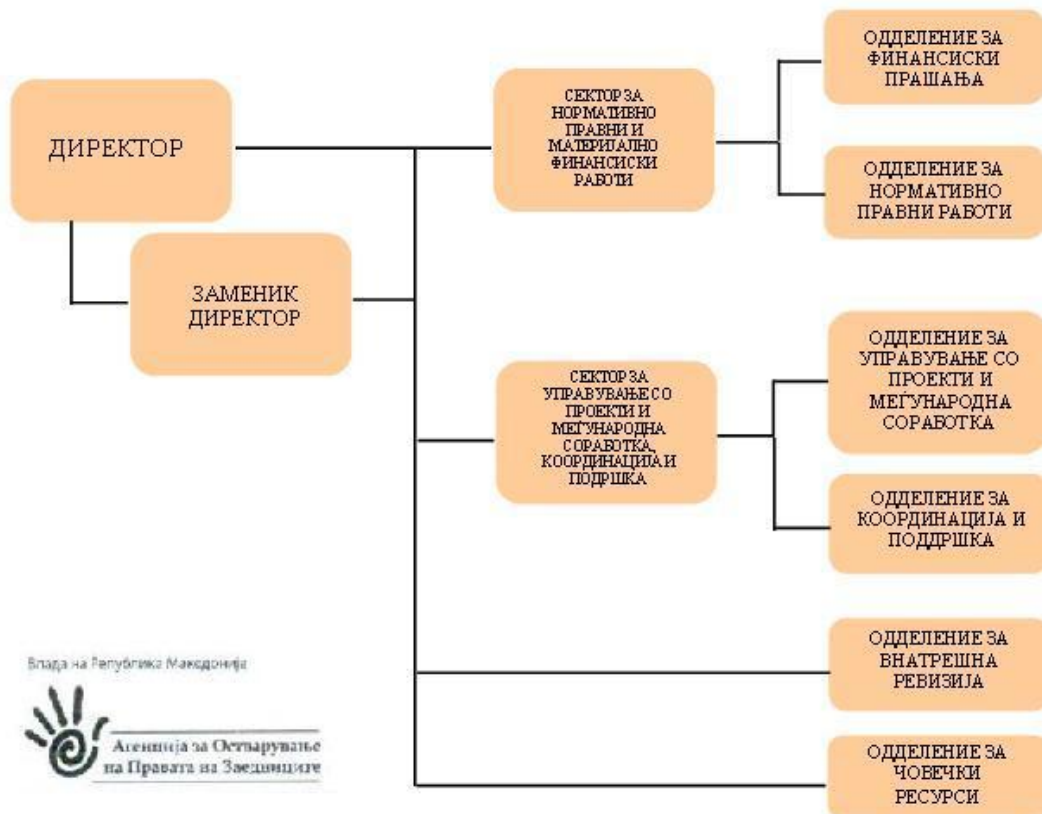 ДИРЕКТОР
ЗАМЕНИК
ДИРЕКТОР
СЕКТОР ЗА
НОРМАТИВНО
ПРАВНИ И
МАТЕРИЈАЛНО
ФИНАНСИСКИ
РАБОТИ
ОДДЕЛЕНИЕ ЗА
ФИНАНСИСКИ
ПРАШАЊА
ОДДЕЛЕНИЕ ЗА
НОРМАТИВНО
ПРАВНИ РАБОТИ
СЕКТОР ЗА
УПРАВУВАЊЕ СО
ПРОЕКТИ И
МЕЃУНАРОДНА
СОРАБОТКА,
КООРДИНАЦИЈА И
ПОДРШКА
ОДДЕЛЕНИЕ ЗА
УПРАВУВАЊЕ СО
ПРОЕКТИ И
МЕЃУНАРОДНА
СОРАБОТКА
ОДДЕЛЕНИЕ ЗА
КООРДИНАЦИЈА И
ПОДДРШКА
ОДДЕЛЕНИЕ ЗА
ВНАТРЕШНА
РЕВИЗИЈА
ОДДЕЛЕНИЕ ЗА
ЧОВЕЧКИ
РЕСУРСИ
Влада на Република Македонија
Агенција за Остварување
на Правата на Заедниците